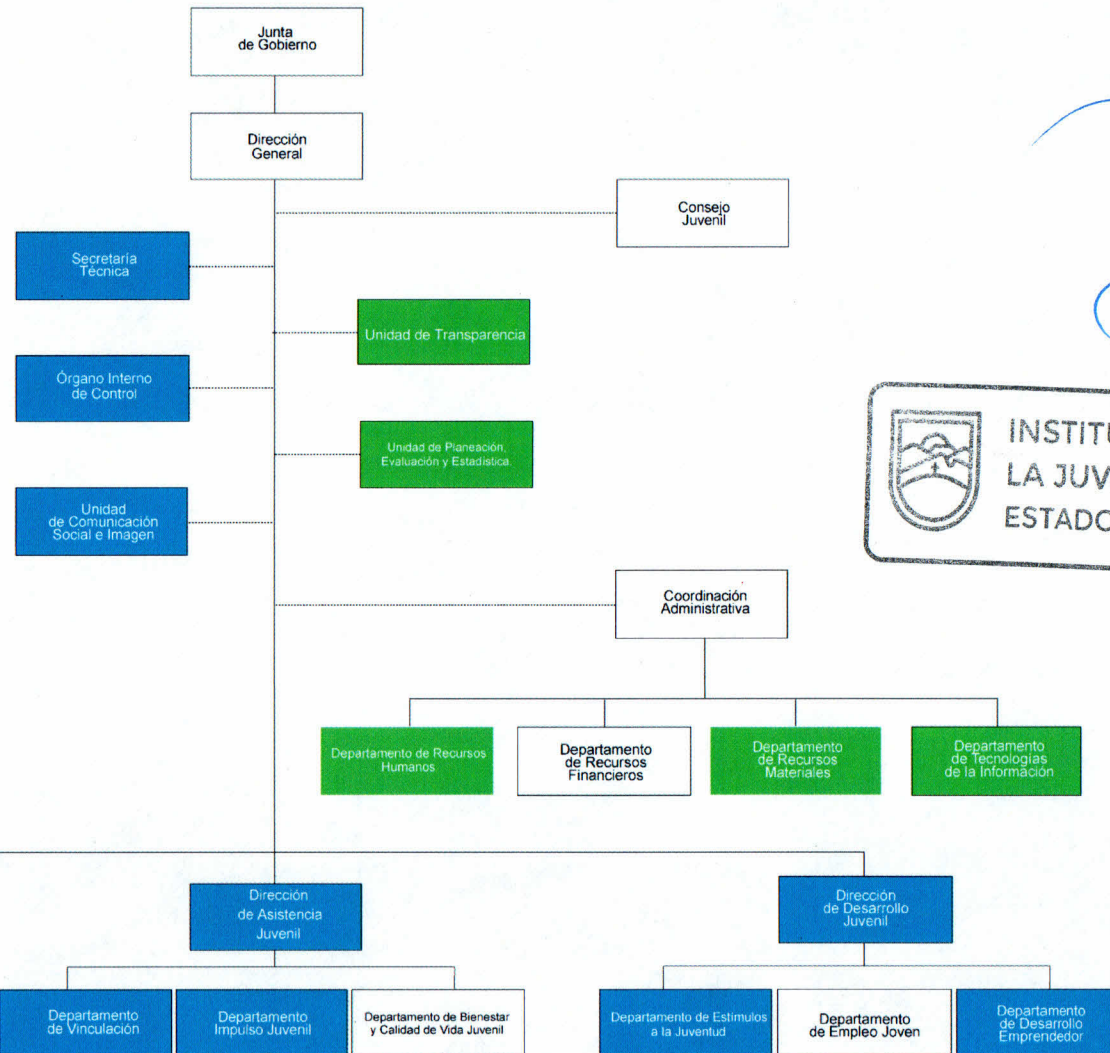 Junta
de Gobierno
Dirección
General
Consejo
Juvenil
Secretaría
Técnica
Unidad de Transparencia
Órgano Interno
de Control
Unidad de Planeación,
Evaluación y Estadística.
INSTITU
LA JUV
ESTADO
Unidad
de Comunicación
Social e Imagen
Coordinación
Administrativa
Departamento de Recursos
Humanos
Departamento
de Recursos
Financieros
Departamento
de Recursos
Materiales
Departamento
de Tecnologías
de la Información
Dirección
de Asistencia
Juvenil
Dirección
de Desarrollo
Juvenil
Departamento
de Vinculación
Departamento
Impulso Juvenil
Departamento de Bienestar
y Calidad de Vida Juvenil
Departamento de Estímulos
a la Juventud
Departamento
de Empleo Joven
Departamento
de Desarrollo
Emprendedor